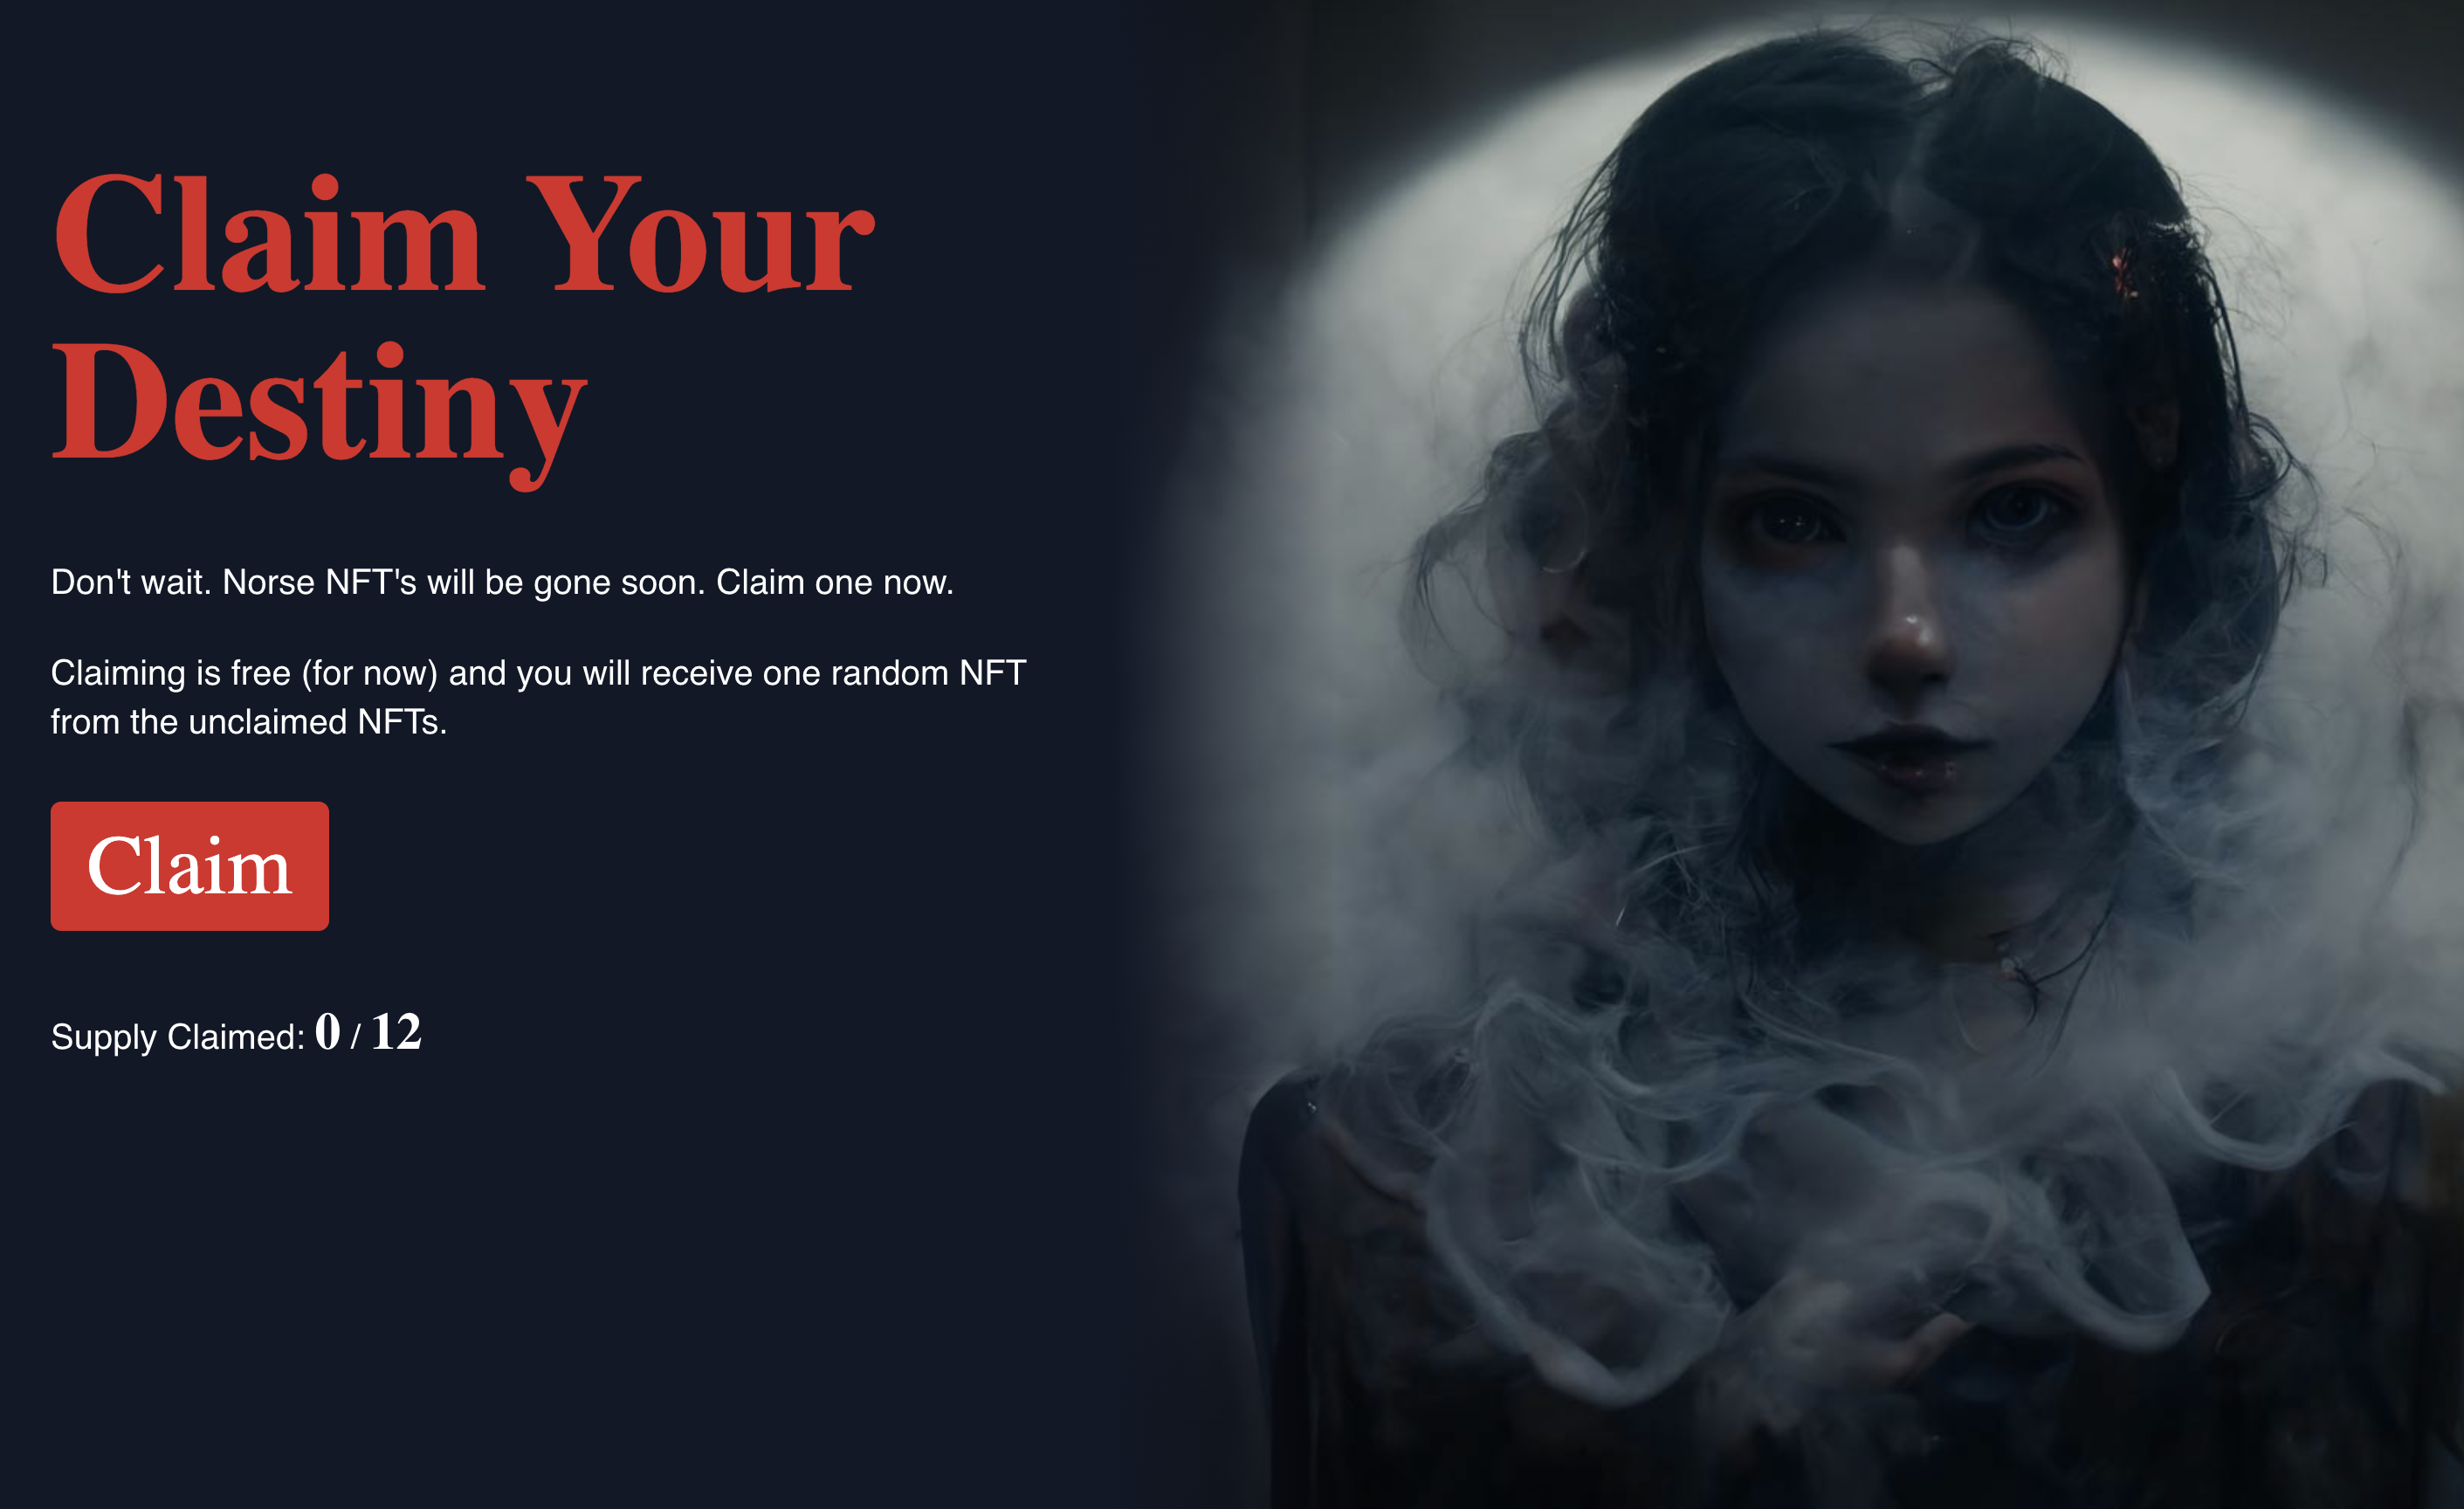 Claim Your
Destiny
Don't wait. Norse NFT's will be gone soon. Claim one now.
Claiming is free (for now) and you will receive one random NFT
from the unclaimed NFTs.
Claim
Supply Claimed: 0 / 12